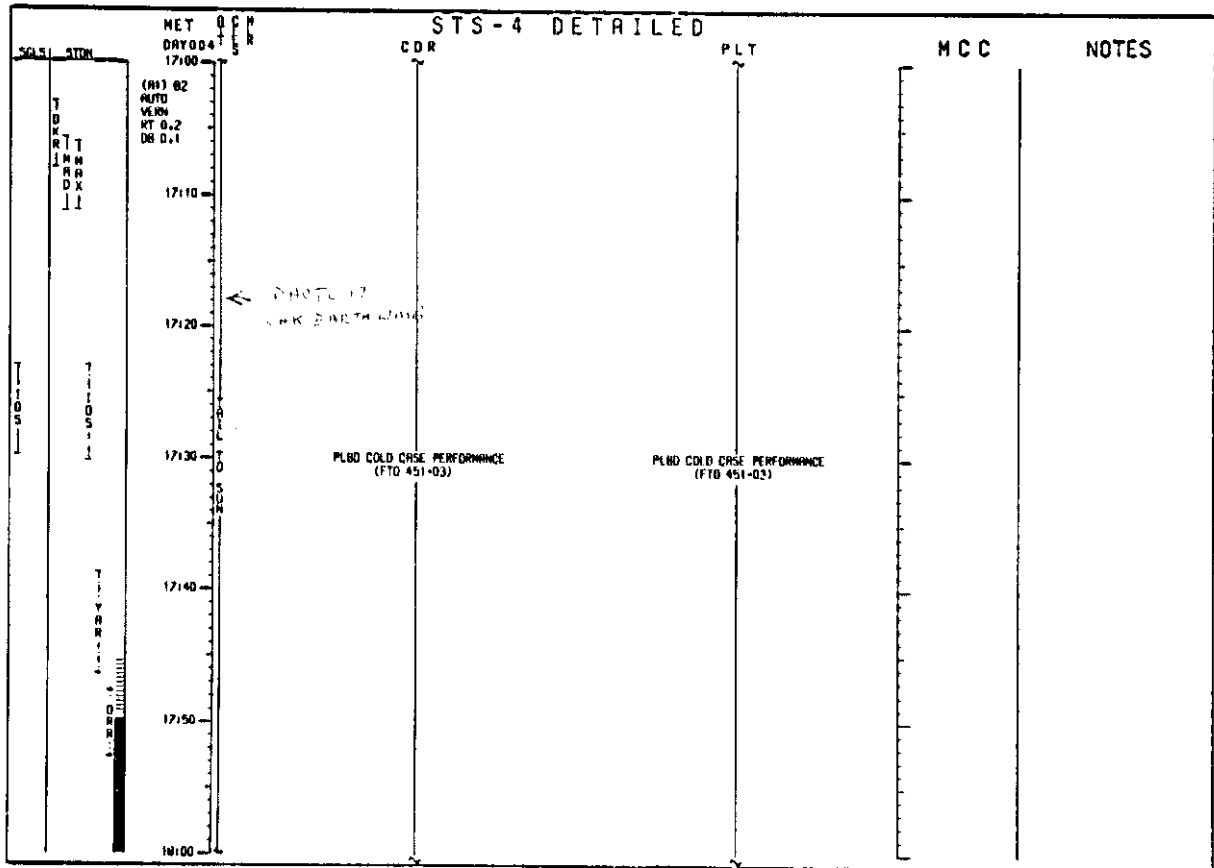 STS-4 DETAILED
MET
DAY004
CDR
PLT
MCC
NOTES
SGLS
STDN
17:00
(A1) 02
AUTO
VERN
RT 0.2
DB 0.1
TDKR
MAD
MAX
17:10
17:20
IOS
IOS
TAIL TO SUN
17:30
PLBD COLD CASE PERFORMANCE
(FTO 451-03)
PLBD COLD CASE PERFORMANCE
(FTO 451-03)
17:40
YAR
ORR
17:50
18:00